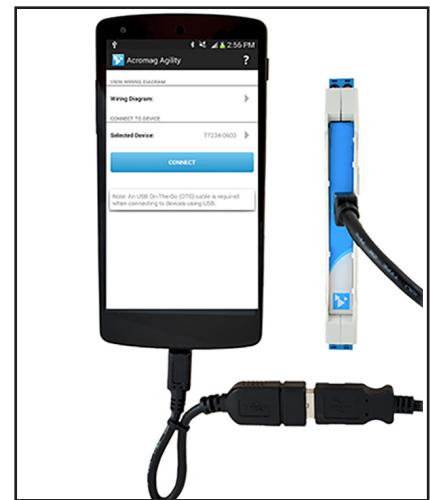 2:56 PM
Acromag Agility ?
VIEW WIRING DIAGRAM
Wiring Diagram:
CONNECT TO DEVICE
Selected Device: TT234-0603
CONNECT
Note: An USB On-The-Go (OTG) cable is required
when connecting to devices using USB.